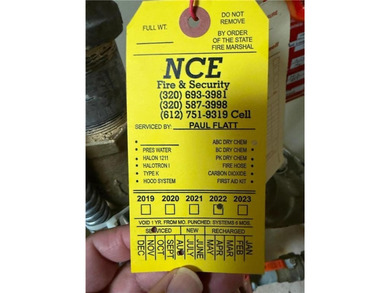 DO NOT
REMOVE
FULL WT.
BY ORDER
OF THE STATE
FIRE MARSHAL
NCE
Fire & Security
(320) 693-3981
(320) 587-3998
(612) 751-9319 Cell
SERVICED BY: PAUL FLATT
ABC DRY CHEM
PRES WATER BC DRY CHEM
HALON 1211 PK DRY CHEM
HALOTRON I FIRE HOSE
TYPE K CARBON DIOXIDE
HOOD SYSTEM FIRST AID KIT
2019 2020 2021 2022 2023
VOID 1 YR. FROM MO. PUNCHED. SYSTEMS 6 MOS.
SERVICED NEW RECHARGED
DEC NOV OCT SEPT AUG JULY JUNE MAY APR MAR FEB JAN